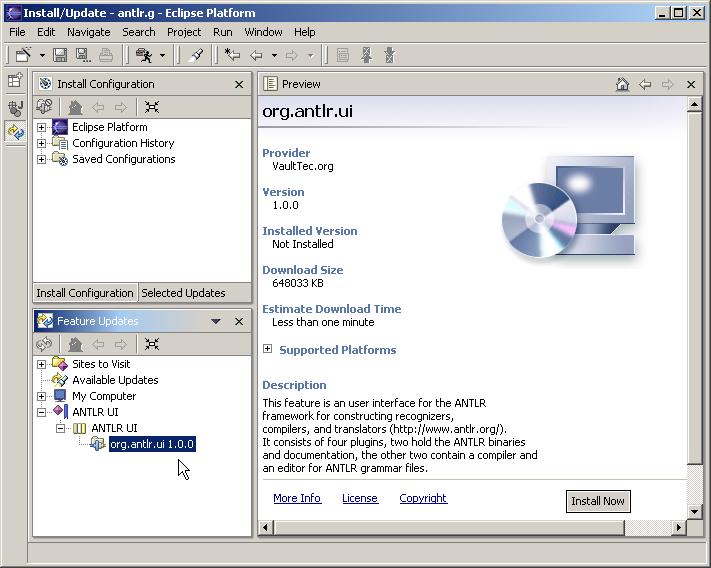 Install/Update - antlr.g - Eclipse Platform
File Edit Navigate Search Project Run Window Help
Install Configuration
Eclipse Platform
Configuration History
Saved Configurations
Install Configuration Selected Updates
Feature Updates
Sites to Visit
Available Updates
My Computer
ANTLR UI
ANTLR UI
org.antlr.ui 1.0.0
Preview
org.antlr.ui
Provider
VaultTec.org
Version
1.0.0
Installed Version
Not Installed
Download Size
648033 KB
Estimate Download Time
Less than one minute
Supported Platforms
Description
This feature is an user interface for the ANTLR
framework for constructing recognizers,
compilers, and translators (http://www.antlr.org/).
It consists of four plugins, two hold the ANTLR binaries
and documentation, the other two contain a compiler and
an editor for ANTLR grammar files.
More Info License Copyright
Install Now